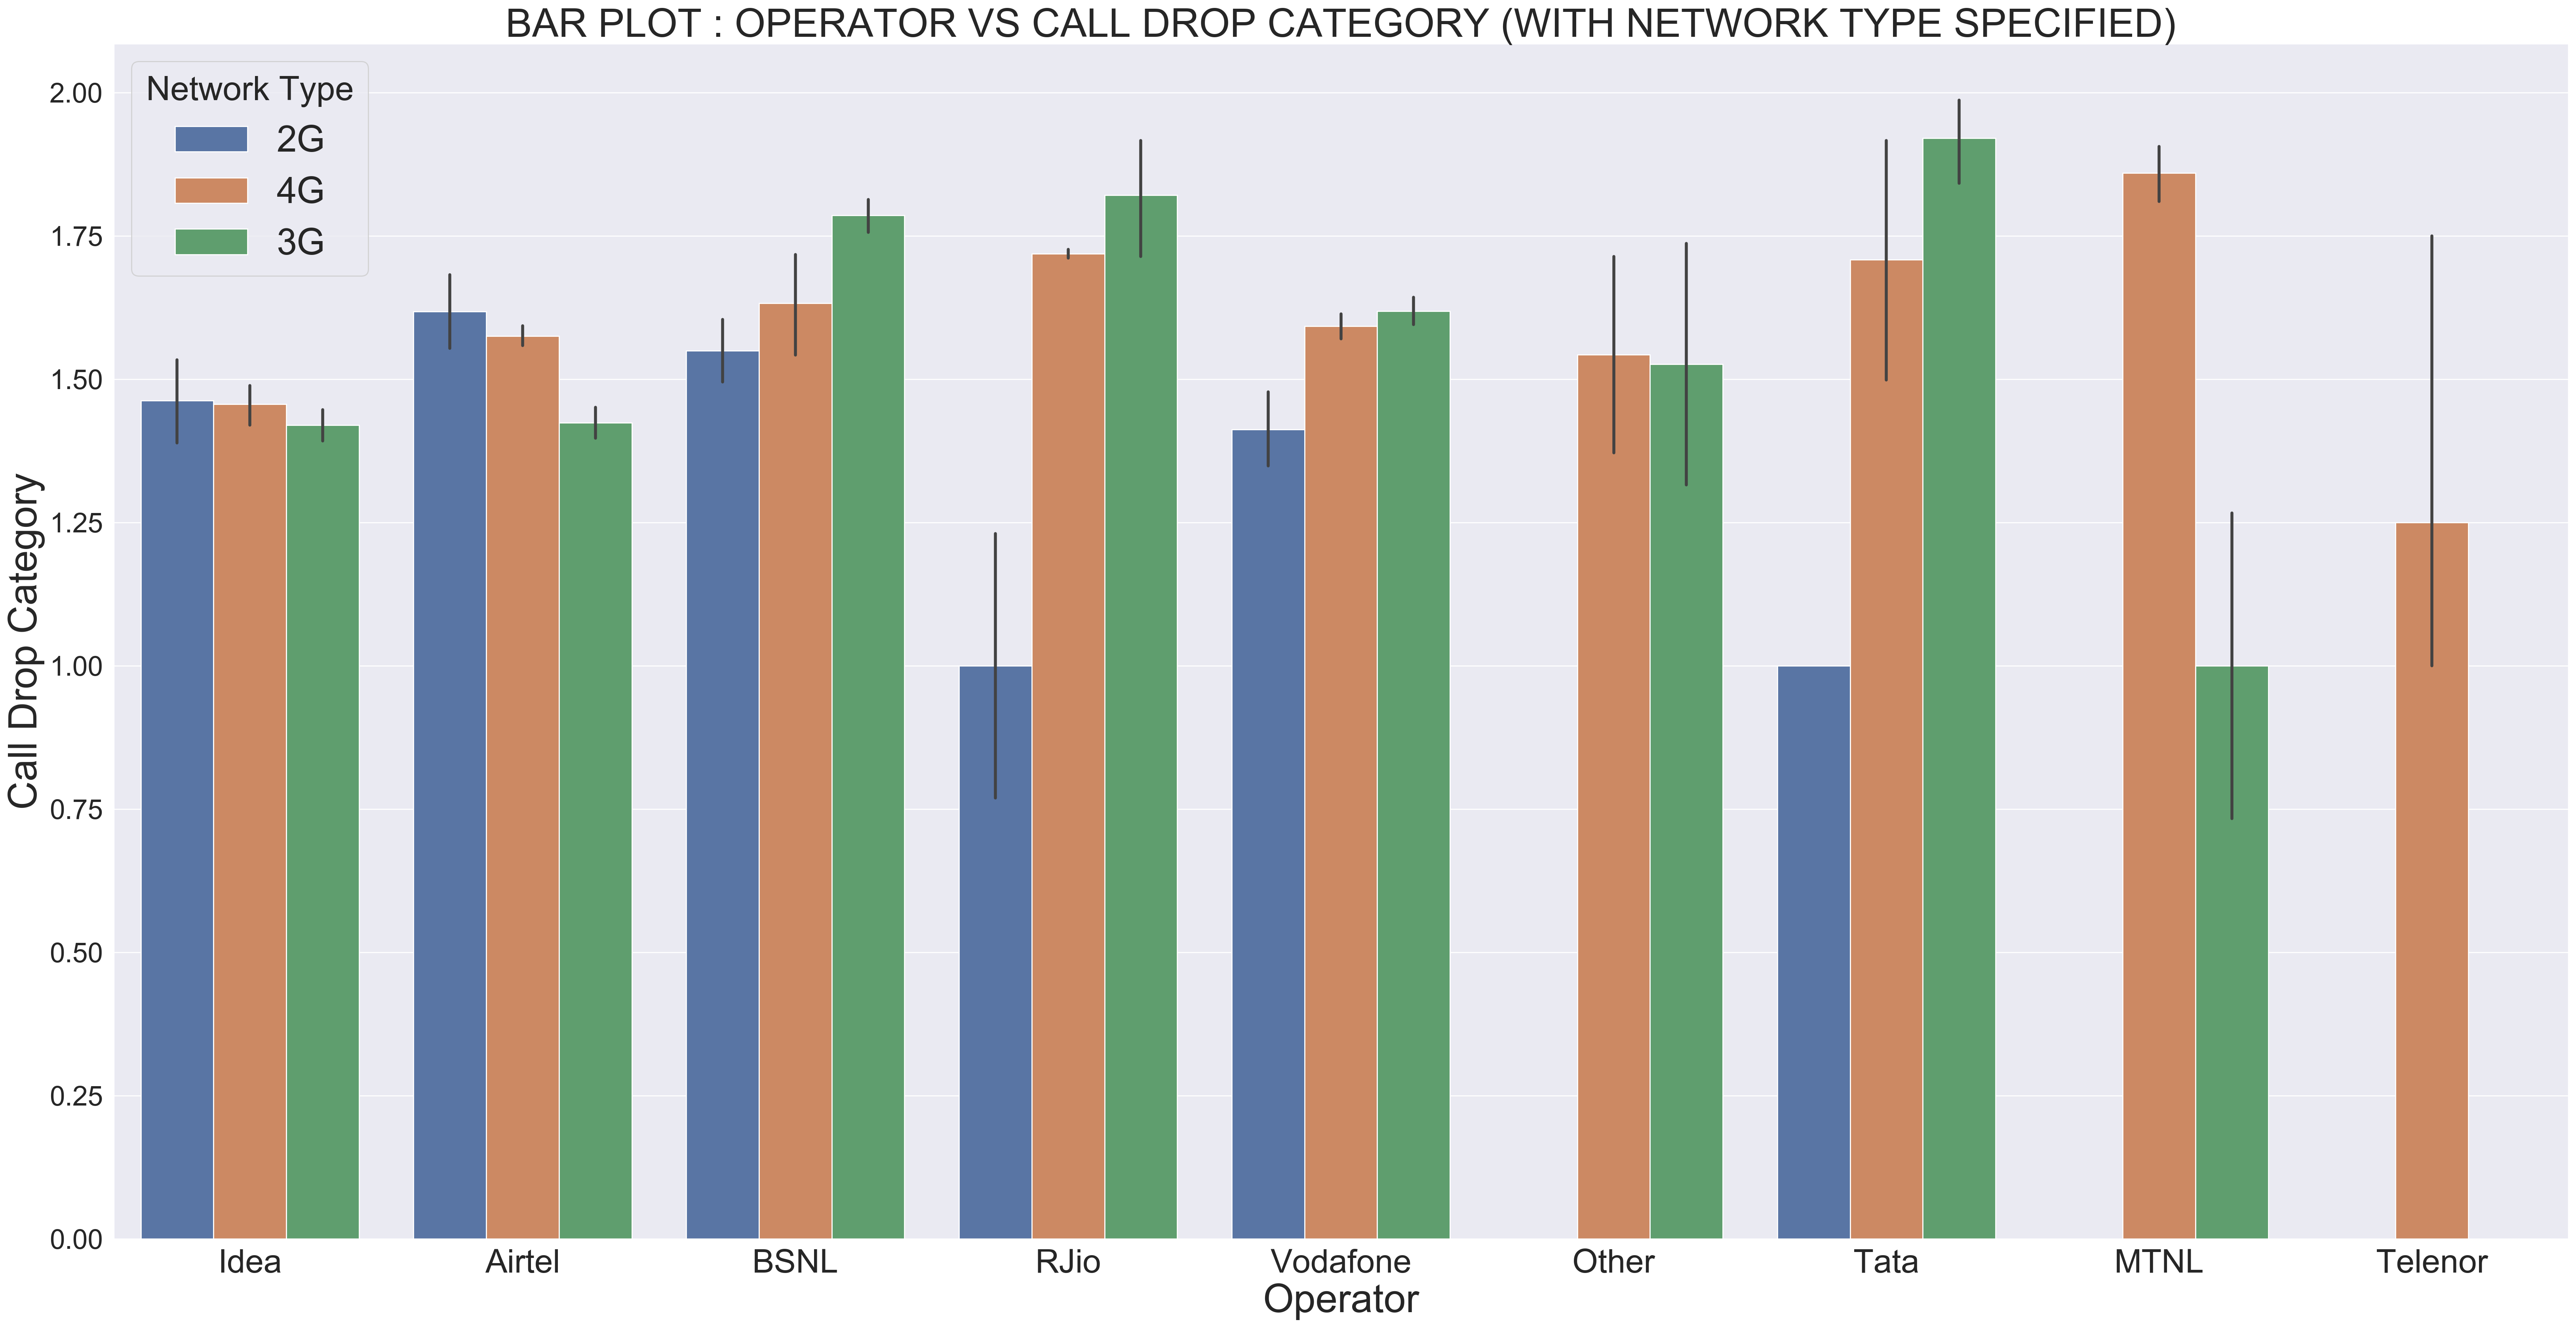 BAR PLOT : OPERATOR VS CALL DROP CATEGORY (WITH NETWORK TYPE SPECIFIED)
Network Type
2G
4G
3G
Call Drop Category
2.00
1.75
1.50
1.25
1.00
0.75
0.50
0.25
0.00
Idea Airtel BSNL RJio Vodafone Other Tata MTNL Telenor
Operator